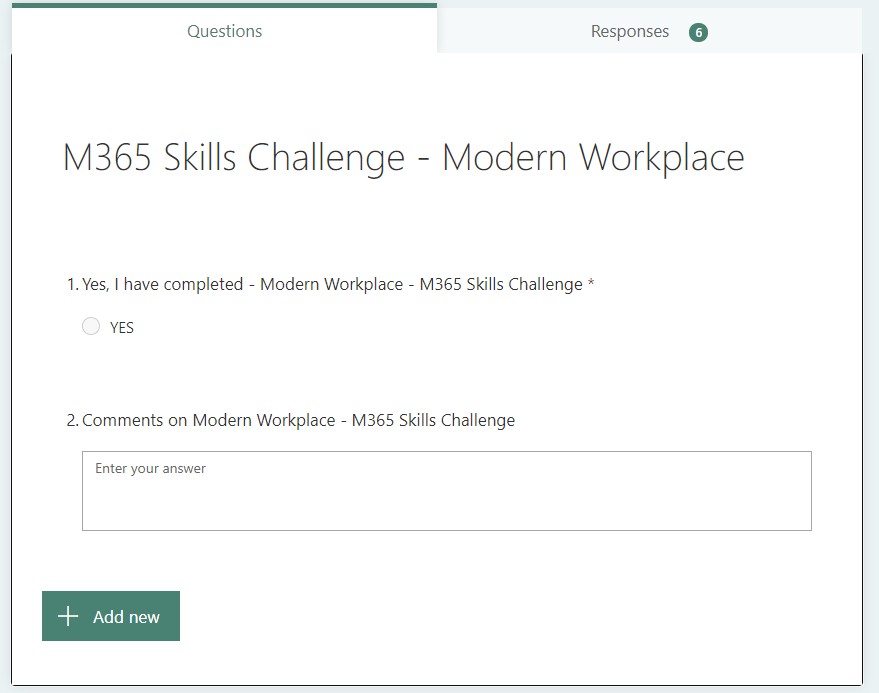 Questions
Responses 6
M365 Skills Challenge - Modern Workplace
1. Yes, I have completed - Modern Workplace - M365 Skills Challenge *
YES
2. Comments on Modern Workplace - M365 Skills Challenge
Enter your answer
Add new